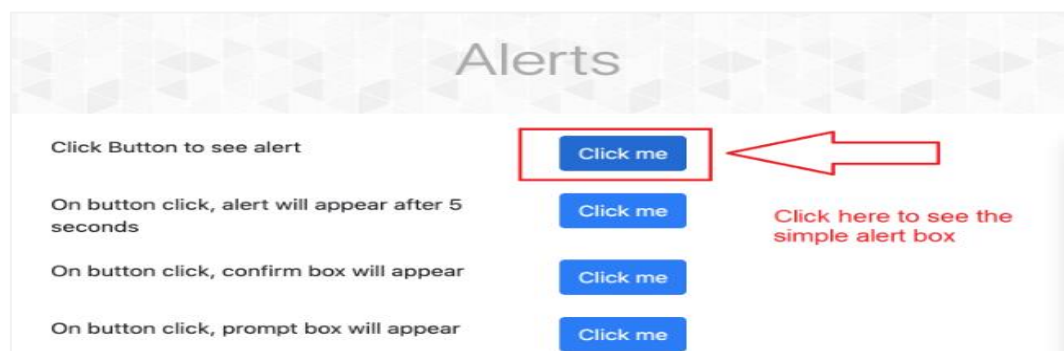 Alerts
Click Button to see alert
Click me
On button click, alert will appear after 5
seconds
Click me
Click here to see the
simple alert box
On button click, confirm box will appear
Click me
On button click, prompt box will appear
Click me